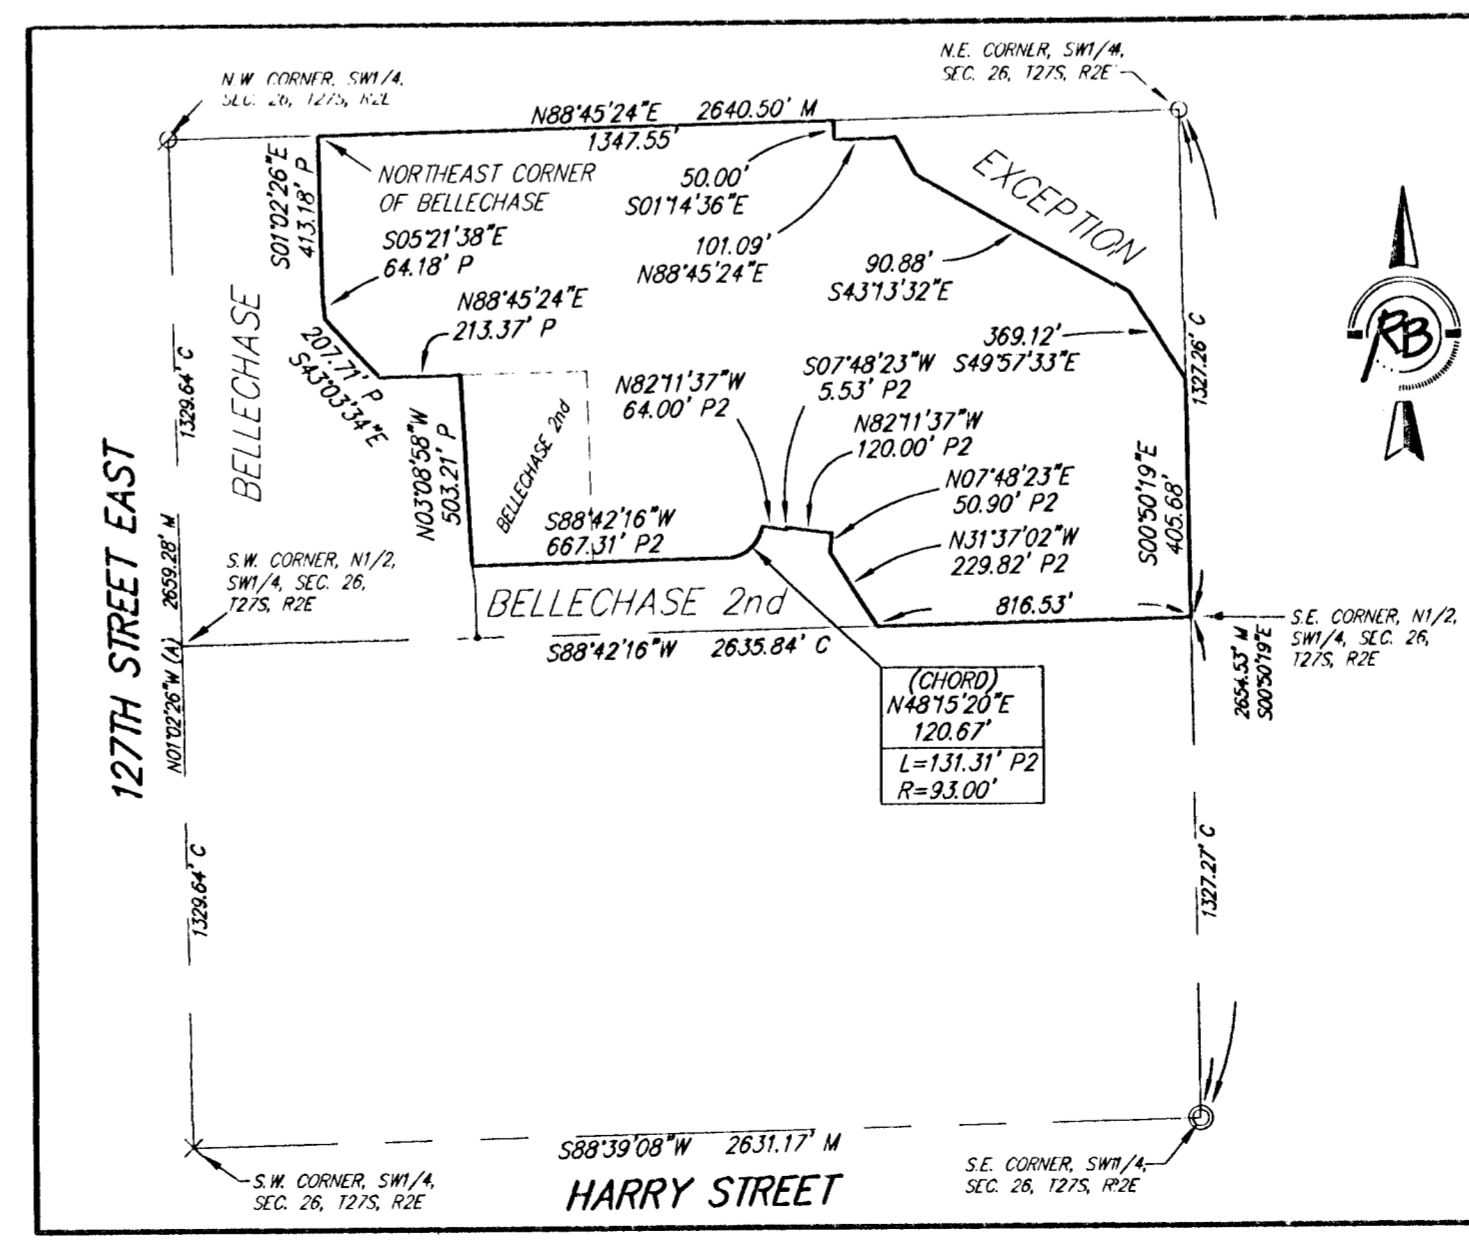 N.W. CORNER, SW1/4,
SEC. 26, T27S, R2E
N.E. CORNER, SW1/4,
SEC. 26, T27S, R2E
N88°45'24"E 2640.50' M
1347.55'
NORTHEAST CORNER
OF BELLECHASE
S01°02'26"E
413.18' P
S05°21'38"E
64.18' P
50.00'
S01°14'36"E
101.09'
N88°45'24"E
EXCEPTION
90.88'
S43°13'32"E
369.12'
S49°57'33"E
N88°45'24"E
213.37' P
207.71' P
S43°03'34"E
BELLECHASE
1329.64' C
1327.26' C
RB
N82°11'37"W
64.00' P2
S07°48'23"W
5.53' P2
N82°11'37"W
120.00' P2
N07°48'23"E
50.90' P2
N31°37'02"W
229.82' P2
N03°08'58"W
503.21' P
BELLECHASE 2nd
S88°42'16"W
667.31' P2
S00°50'19"E
405.68'
127TH STREET EAST
N01°02'26"W (A) 2659.28' M
S.W. CORNER, N1/2,
SW1/4, SEC. 26,
T27S, R2E
BELLECHASE 2nd
816.53'
S88°42'16"W 2635.84' C
S.E. CORNER, N1/2,
SW1/4, SEC. 26,
T27S, R2E
2654.53' M
S00°50'19"E
(CHORD)
N48°15'20"E
120.67'
L=131.31' P2
R=93.00'
1329.64' C
1327.27' C
S88°39'08"W 2631.17' M
S.W. CORNER, SW1/4,
SEC. 26, T27S, R2E
HARRY STREET
S.E. CORNER, SW1/4,
SEC. 26, T27S, R2E